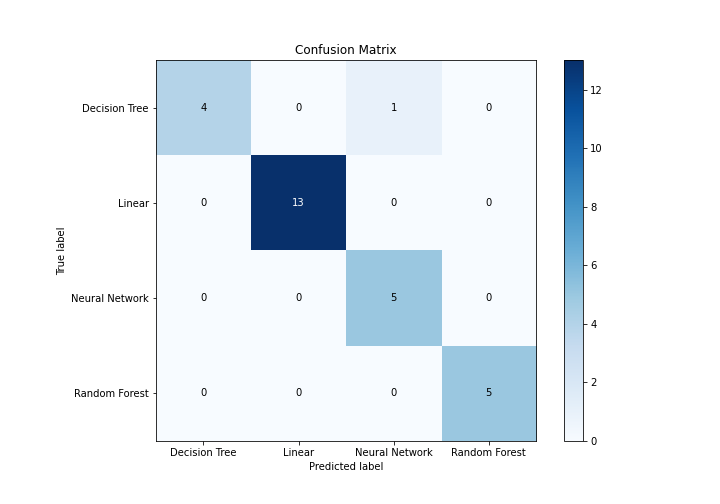 Confusion Matrix
True label
Decision Tree 4 0 1 0
Linear 0 13 0 0
Neural Network 0 0 5 0
Random Forest 0 0 0 5
Decision Tree Linear Neural Network Random Forest
Predicted label
12
10
8
6
4
2
0